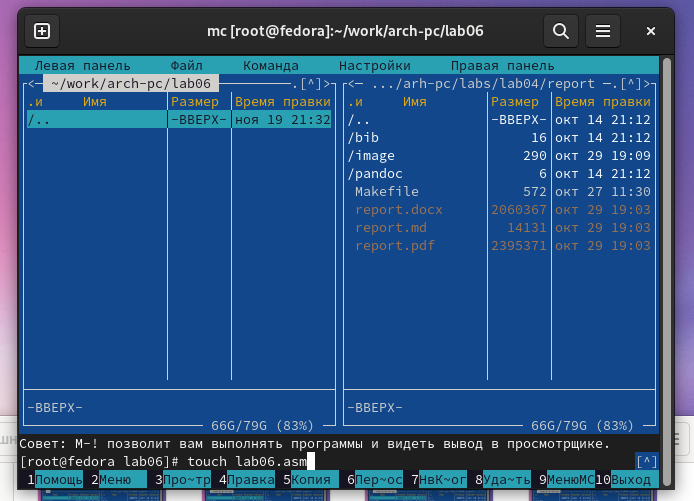 mc [root@fedora]:~/work/arch-pc/lab06
Левая панель Файл Команда Настройки Правая панель
<─ ~/work/arch-pc/lab06 .[^]> <─ .../arh-pc/labs/lab04/report ─.[^]>
.и Имя Размер Время правки .и Имя Размер Время правки
/.. -ВВЕРХ- ноя 19 21:32 /.. -ВВЕРХ- окт 14 21:12
/bib 16 окт 14 21:12
/image 290 окт 29 19:09
/pandoc 6 окт 14 21:12
Makefile 572 окт 27 11:30
report.docx 2060367 окт 29 19:03
report.md 14131 окт 29 19:03
report.pdf 2395371 окт 29 19:03
-ВВЕРХ- -ВВЕРХ-
66G/79G (83%) 66G/79G (83%)
Совет: M-! позволит вам выполнять программы и видеть вывод в просмотрщике.
[root@fedora lab06]# touch lab06.asm [^]
1Помощь 2Меню 3Про~тр 4Правка 5Копия 6Пер~ос 7НвК~ог 8Уда~ть 9МенюMC 10Выход